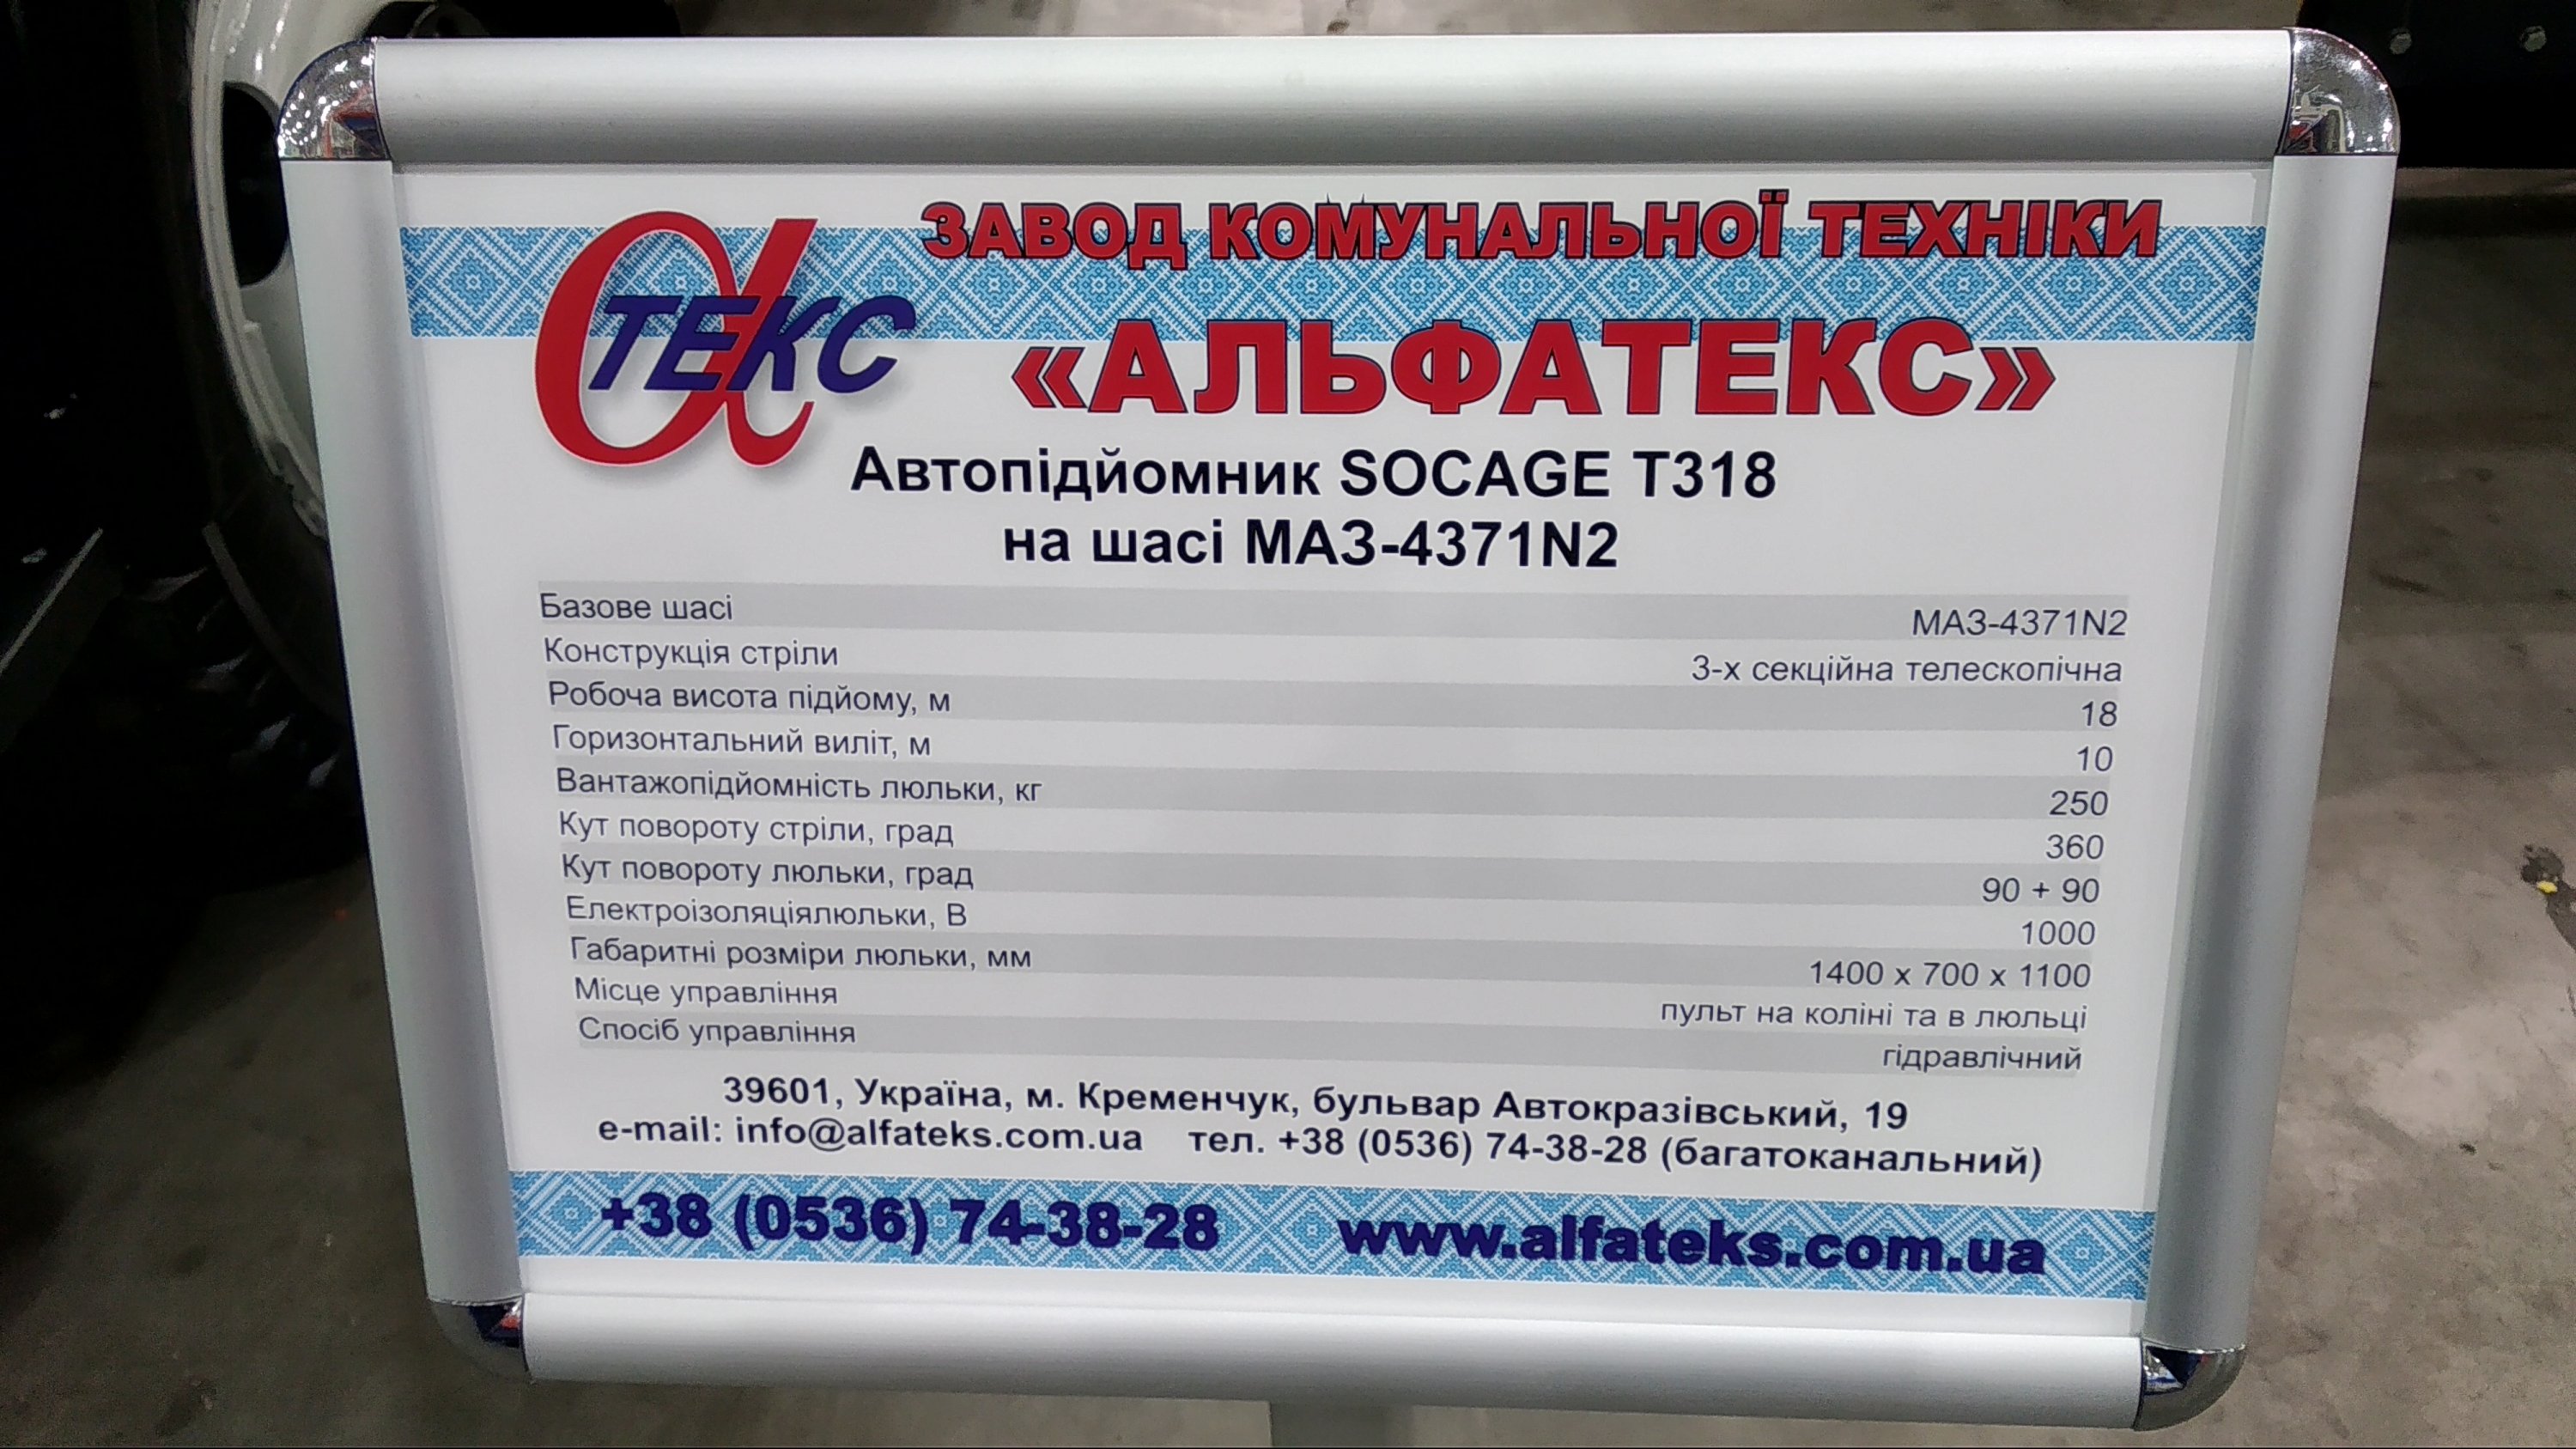 ЗАВОД КОМУНАЛЬНОЇ ТЕХНІКИ
αТЕКС
«АЛЬФАТЕКС»
Автопідйомник SOCAGE T318
на шасі МАЗ-4371N2
Базове шасі МАЗ-4371N2
Конструкція стріли 3-х секційна телескопічна
Робоча висота підйому, м 18
Горизонтальний виліт, м 10
Вантажопідйомність люльки, кг 250
Кут повороту стріли, град 360
Кут повороту люльки, град 90 + 90
Електроізоляціялюльки, В 1000
Габаритні розміри люльки, мм 1400 x 700 x 1100
Місце управління пульт на коліні та в люльці
Спосіб управління гідравлічний
39601, Україна, м. Кременчук, бульвар Автокразівський, 19
e-mail: info@alfateks.com.ua тел. +38 (0536) 74-38-28 (багатоканальний)
+38 (0536) 74-38-28 www.alfateks.com.ua